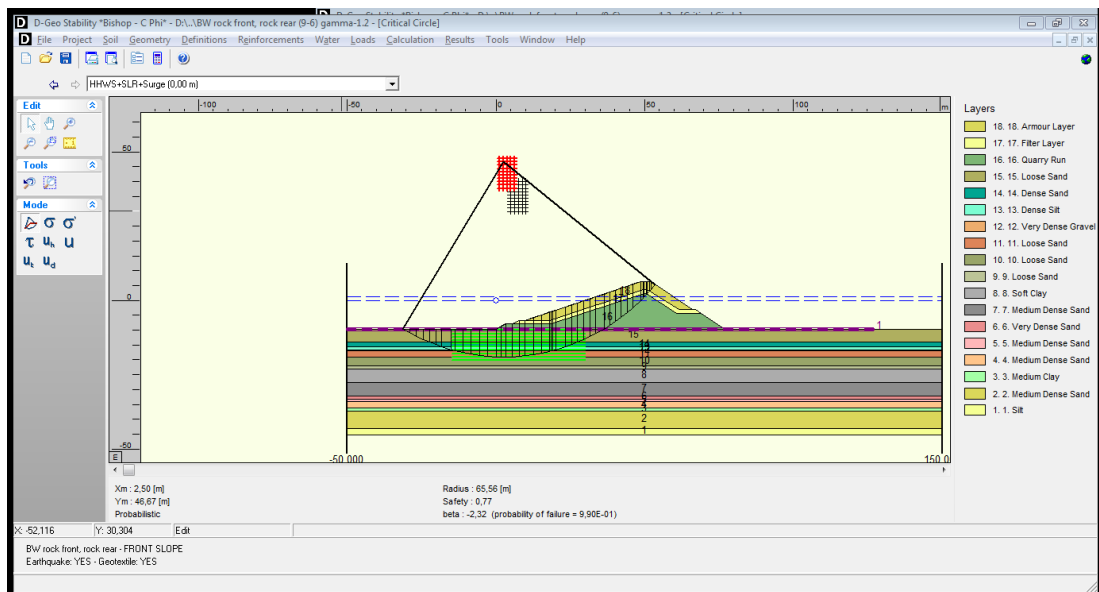 D-Geo Stability *Bishop - C Phi* - D:\..\BW rock front, rock rear (9-6) gamma-1.2 - [Critical Circle]
File Project Soil Geometry Definitions Reinforcements Water Loads Calculation Results Tools Window Help
HHWS+SLR+Surge (0,00 m)
Edit
Tools
Mode
-100 -50 0 50 100 m
50
0
-50
E
-50.000
150.0
1
18
16
15
10
8
7
2
1
Layers
18. 18. Armour Layer
17. 17. Filter Layer
16. 16. Quarry Run
15. 15. Loose Sand
14. 14. Dense Sand
13. 13. Dense Silt
12. 12. Very Dense Gravel
11. 11. Loose Sand
10. 10. Loose Sand
9. 9. Loose Sand
8. 8. Soft Clay
7. 7. Medium Dense Sand
6. 6. Very Dense Sand
5. 5. Medium Dense Sand
4. 4. Medium Dense Sand
3. 3. Medium Clay
2. 2. Medium Dense Sand
1. 1. Silt
Xm : 2,50 [m]
Radius : 65,56 [m]
Ym : 46,67 [m]
Safety : 0,77
Probabilistic
beta : -2,32 (probability of failure = 9,90E-01)
X: -52,116 Y: 30,304 Edit
BW rock front, rock rear - FRONT SLOPE
Earthquake: YES - Geotextile: YES